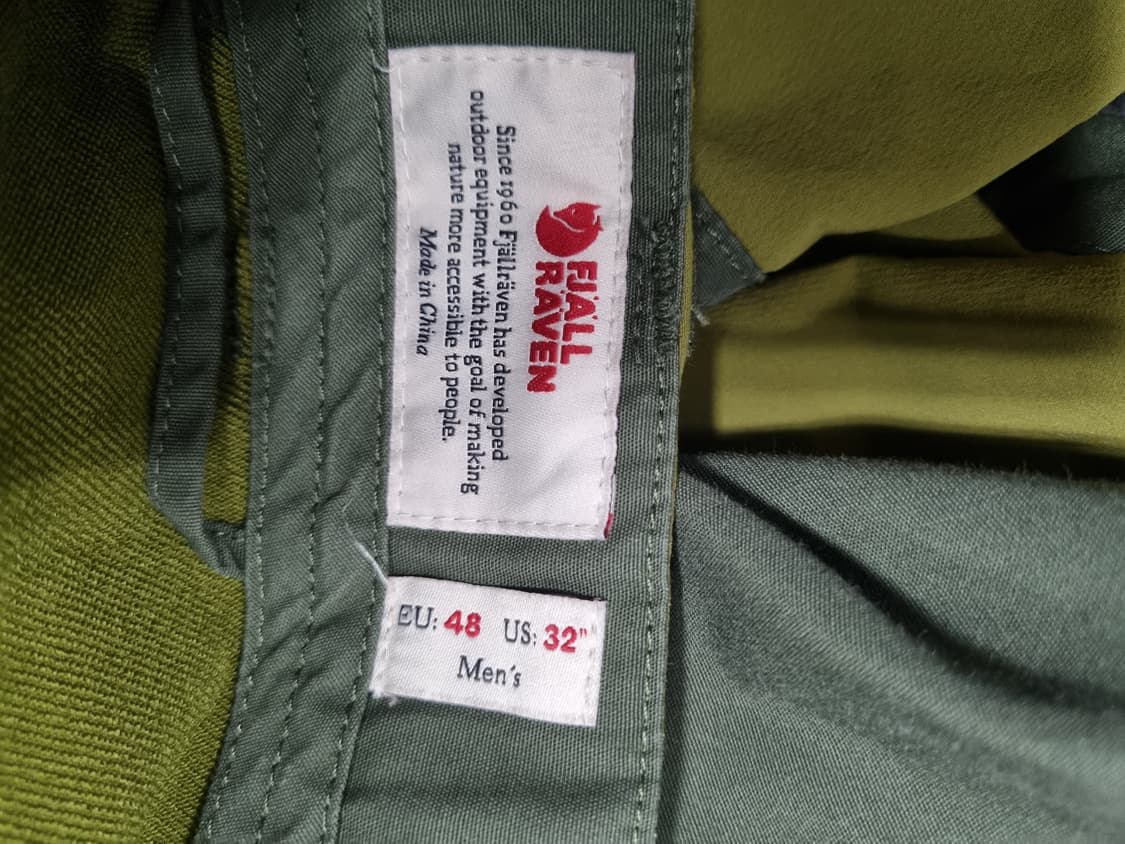 FJÄLL
RÄVEN
Since 1960 Fjällräven has developed
outdoor equipment with the goal of making
nature more accessible to people.
Made in China
EU: 48 US: 32"
Men´s